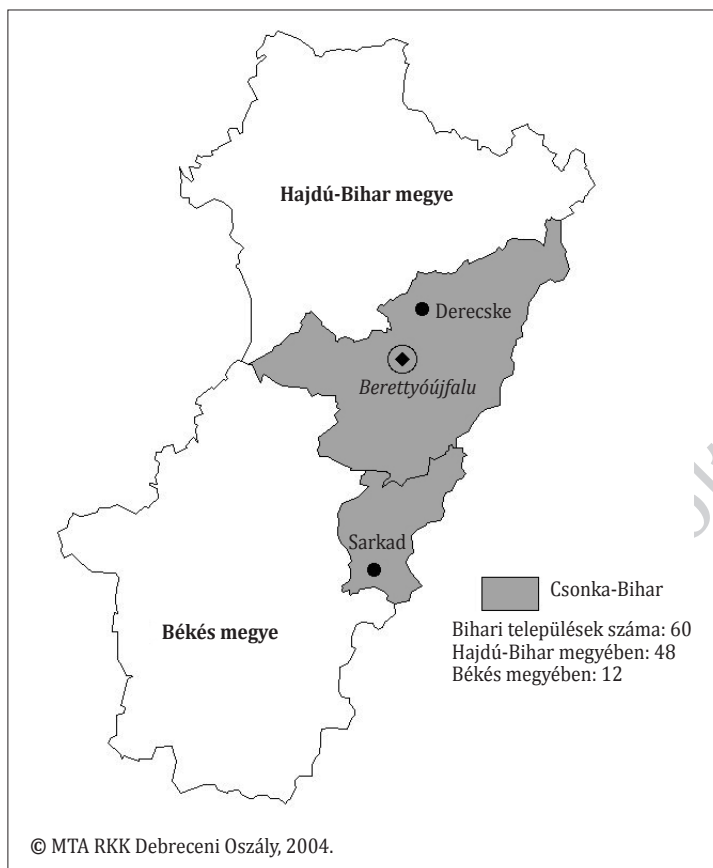 Hajdú-Bihar megye
Derecske
Berettyóújfalu
Sarkad
Csonka-Bihar
Békés megye
Bihari települések száma: 60
Hajdú-Bihar megyében: 48
Békés megyében: 12
© MTA RKK Debreceni Oszály, 2004.